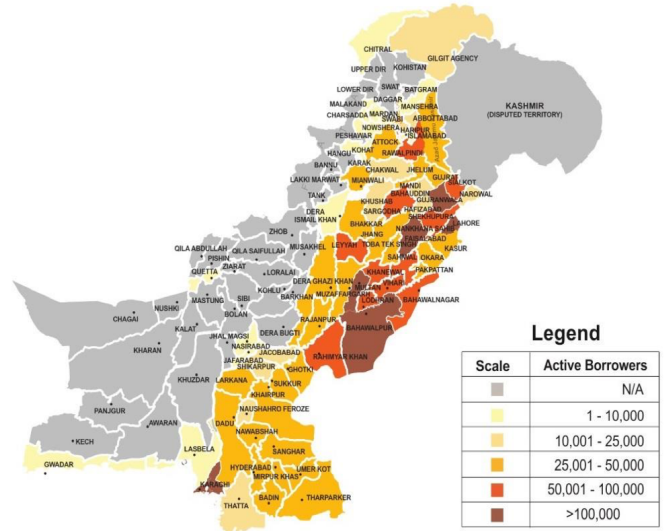 CHITRAL
GILGIT AGENCY
UPPER DIR
KOHISTAN
KASHMIR
(DISPUTED TERRITORY)
LOWER DIR
SWAT
BATGRAM
MALAKAND
DAGGAR
MANSEHRA
CHARSADDA
MARDAN
SWABI
ABBOTTABAD
NOWSHERA
HARIPUR
PESHAWAR
ISLAMABAD
ATTOCK
RAWALPINDI
HANGU
KOHAT
KARAK
BANNU
CHAKWAL
JHELUM
LAKKI MARWAT
MIANWALI
GUJRAT
SIALKOT
MANDI
BAHAUDDIN
NAROWAL
TANK
KHUSHAB
GUJRANWALA
DERA
ISMAIL KHAN
SARGODHA
HAFIZABAD
SHEKHUPURA
LAHORE
BHAKKAR
NANKHANA SAHIB
JHANG
FAISALABAD
ZHOB
KASUR
LEYYAH
TOBA TEK SINGH
OKARA
MUSAKHEL
SAHIWAL
QILA ABDULLAH
QILA SAIFULLAH
PISHIN
ZIARAT
QUETTA
LORALAI
KHANEWAL
PAKPATTAN
DERA GHAZI KHAN
MULTAN
VIHARI
MUZAFFARGARH
KOHLU
BARKHAN
LODHRAN
BAHAWALNAGAR
MASTUNG
SIBI
NUSHKI
BOLAN
CHAGAI
KALAT
RAJANPUR
BAHAWALPUR
DERA BUGTI
JHAL MAGSI
NASIRABAD
KHARAN
JAFARABAD
JACOBABAD
RAHIMYAR KHAN
SHIKARPUR
GHOTKI
KHUZDAR
LARKANA
SUKKUR
KHAIRPUR
PANJGUR
AWARAN
NAUSHAHRO FEROZE
DADU
KECH
NAWABSHAH
LASBELA
SANGHAR
GWADAR
HYDERABAD
UMER KOT
MIRPUR KHAS
KARACHI
BADIN
THARPARKER
THATTA
Legend
Scale Active Borrowers
N/A
1 - 10,000
10,001 - 25,000
25,001 - 50,000
50,001 - 100,000
>100,000